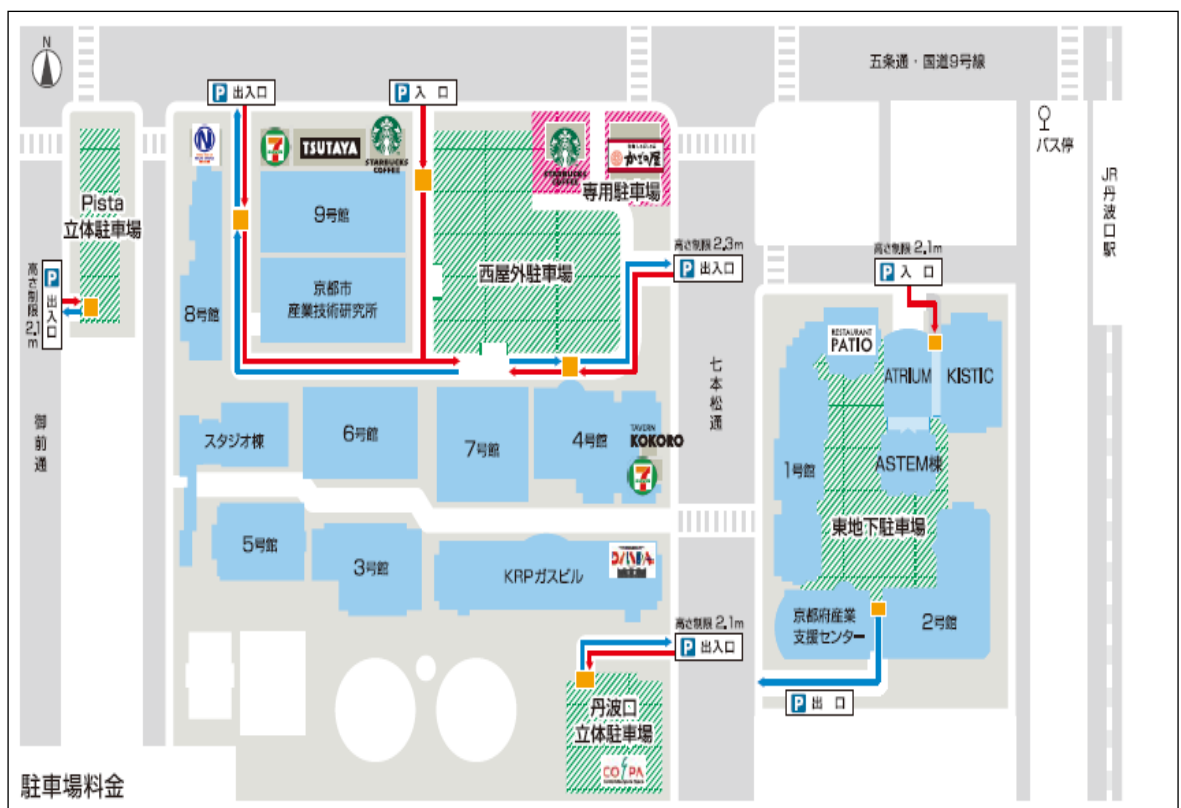 N
五条通・国道9号線
P 出入口
P 入 口
7
TSUTAYA
STARBUCKS
COFFEE
STARBUCKS
COFFEE
かごの屋
専用駐車場
バス停
JR丹波口駅
Pista
立体駐車場
高さ制限2.1m
P 出入口
8号館
9号館
京都市
産業技術研究所
西屋外駐車場
高さ制限 2.3m
P 出入口
高さ制限 2.1m
P 入 口
御前通
七本松通
RESTAURANT
PATIO
ATRIUM
KISTIC
スタジオ棟
6号館
7号館
4号館
TAVERN
KOKORO
7
1号館
ASTEM棟
東地下駐車場
5号館
3号館
KRPガスビル
京都府産業
支援センター
2号館
高さ制限 2.1m
P 出入口
P 出 口
丹波口
立体駐車場
CO PA
駐車場料金